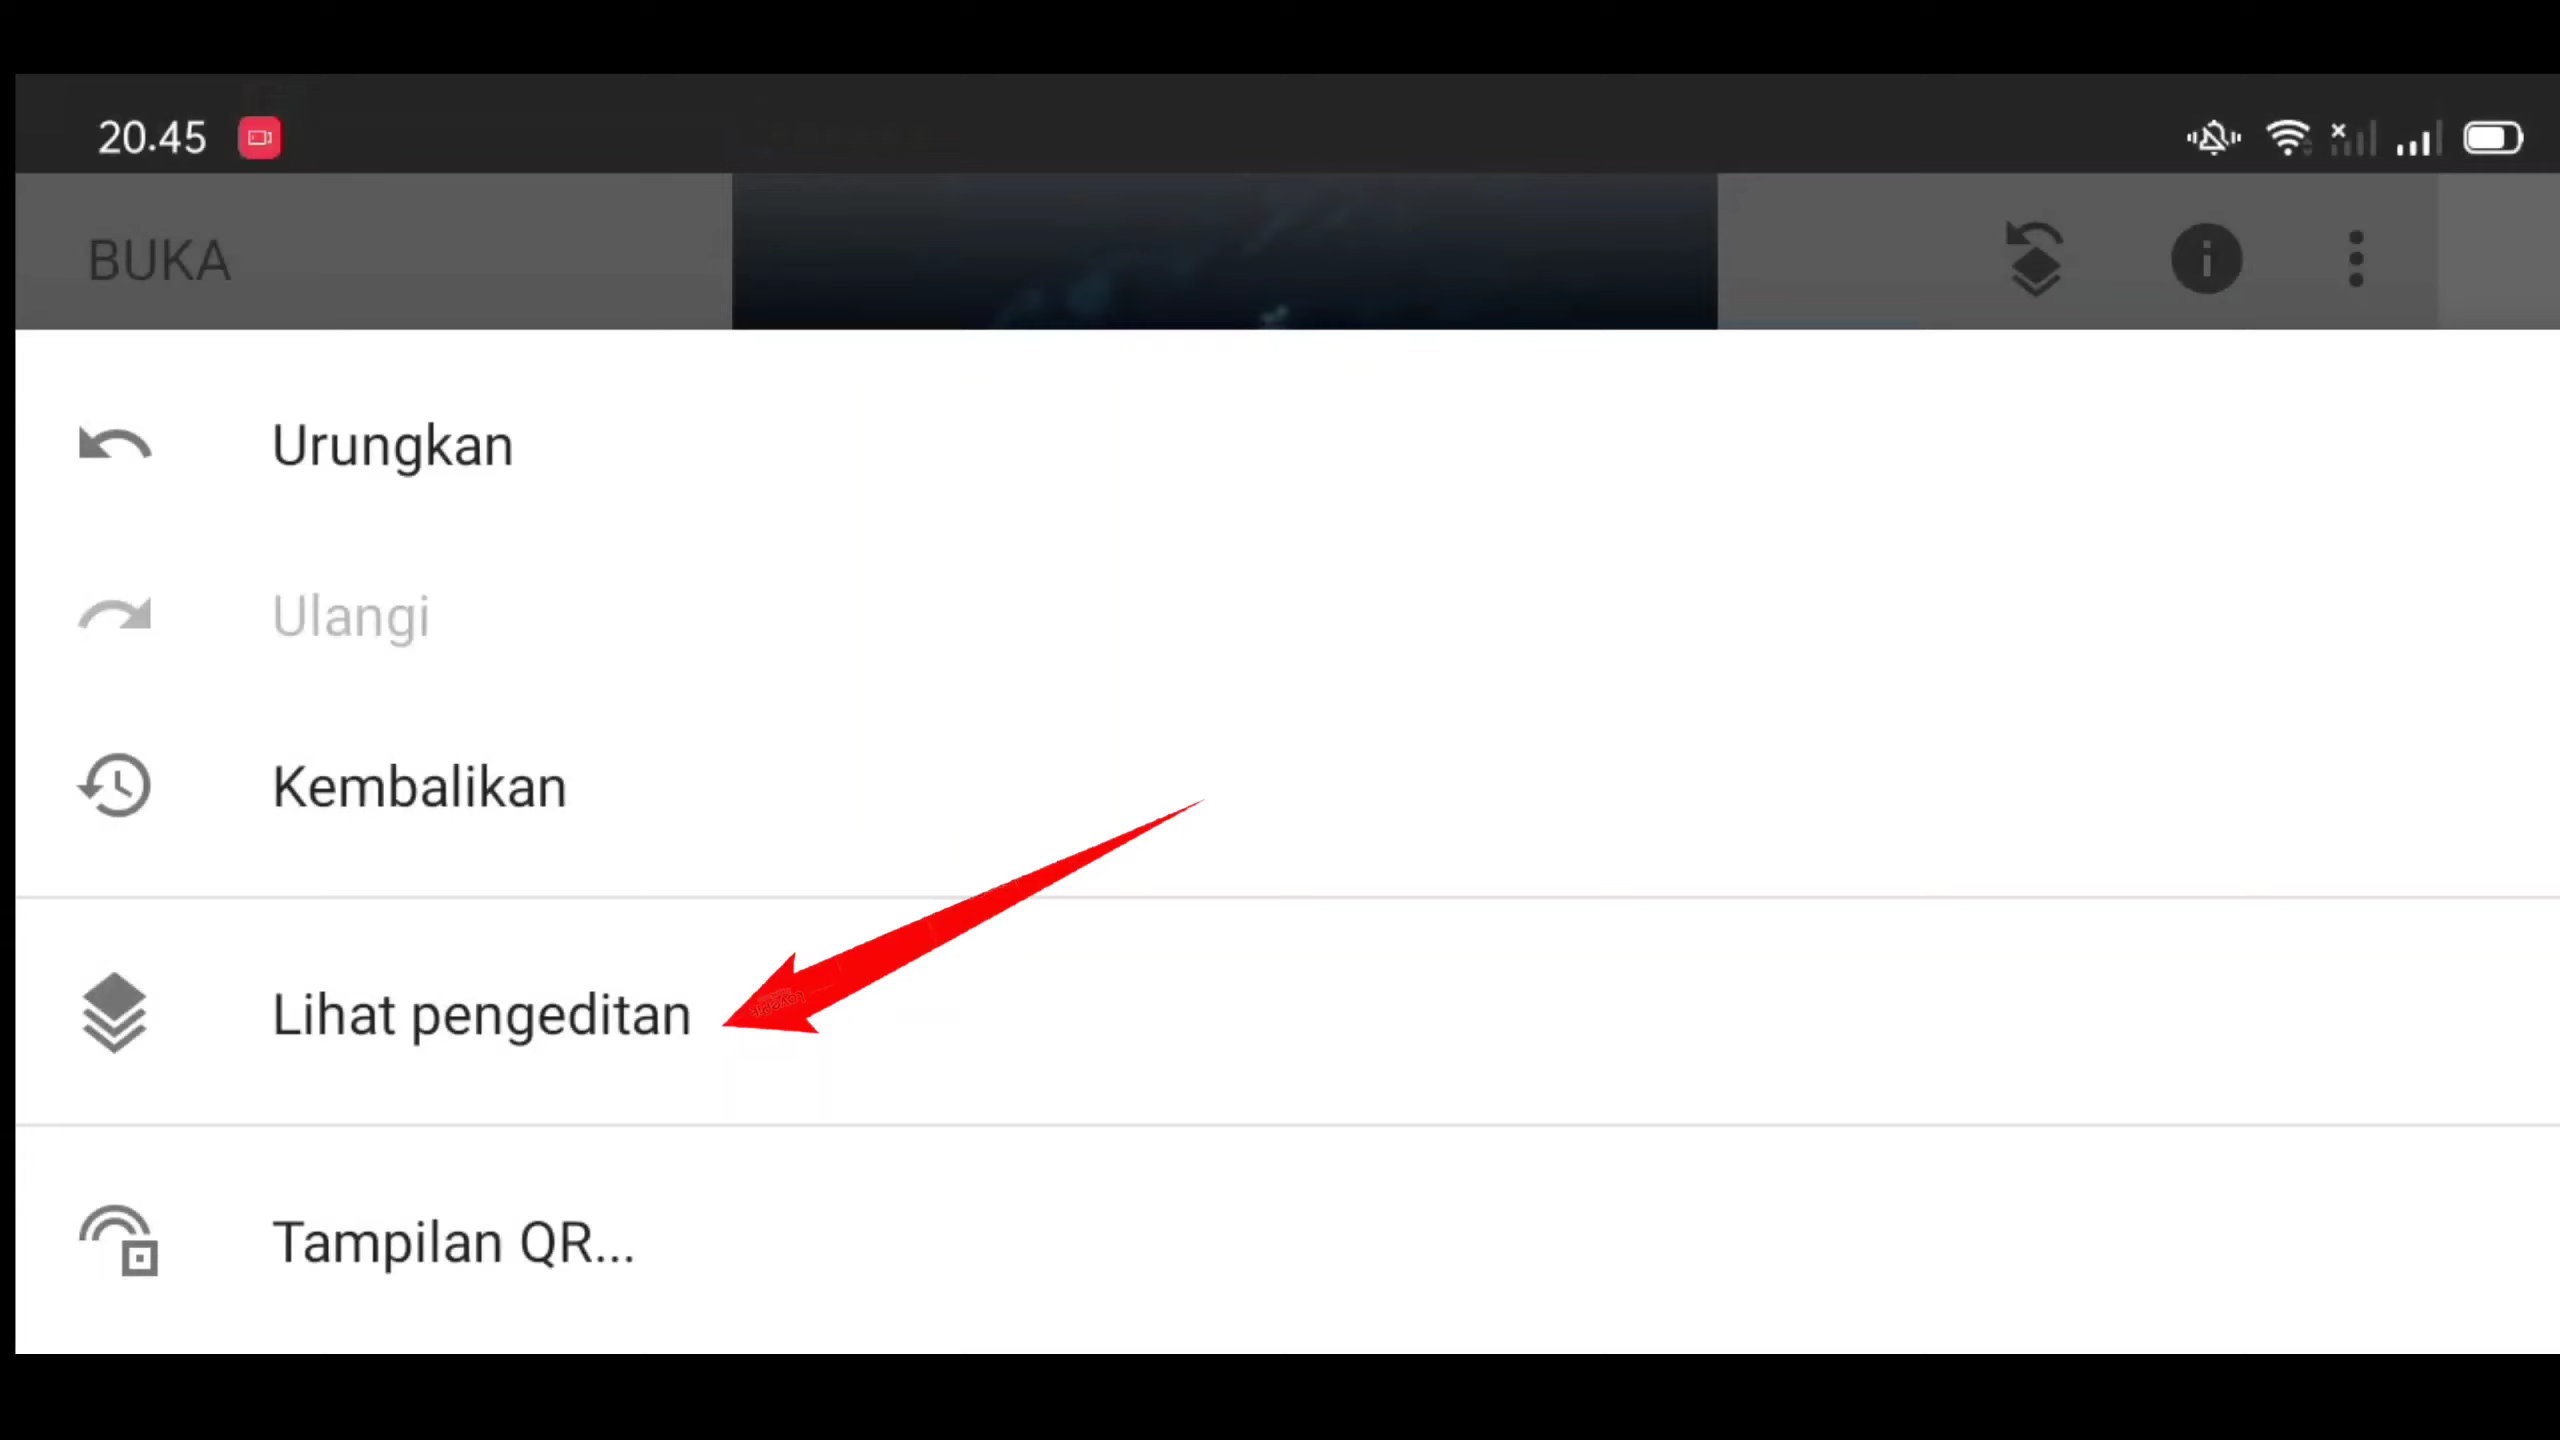 20.45
BUKA
Urungkan
Ulangi
Kembalikan
Lihat pengeditan
Tampilan QR...